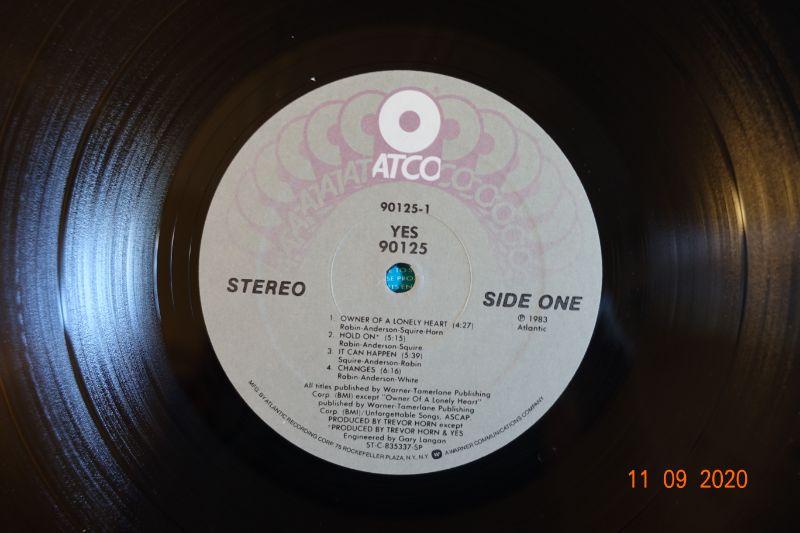 ATCO
90125-1
YES
90125
STEREO
SIDE ONE
℗ 1983
Atlantic
1. OWNER OF A LONELY HEART (4:27)
Rabin-Anderson-Squire-Horn
2. HOLD ON* (5:15)
Rabin-Anderson-Squire
3. IT CAN HAPPEN (5:39)
Squire-Anderson-Rabin
4. CHANGES (6:16)
Rabin-Anderson-White
All titles published by Warner-Tamerlane Publishing
Corp. (BMI) except "Owner Of A Lonely Heart"
published by Warner-Tamerlane Publishing
Corp. (BMI)/Unforgettable Songs, ASCAP
PRODUCED BY TREVOR HORN except
*PRODUCED BY TREVOR HORN & YES
Engineered by Gary Langan
ST-C-835337-SP
MFG. BY ATLANTIC RECORDING CORP. 75 ROCKEFELLER PLAZA, N.Y. N.Y. A WARNER COMMUNICATIONS COMPANY
11 09 2020